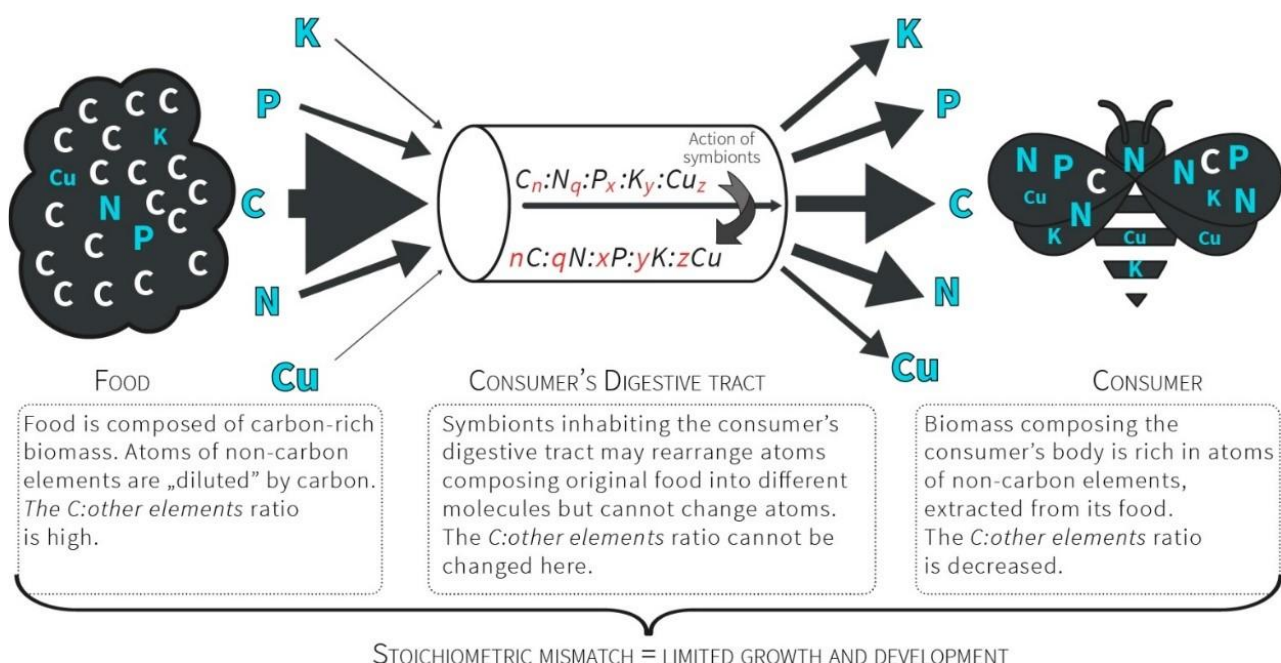 K
P
C
N
Cu
C C C
C C K
Cu C C C
C N C C
C P C
C C C
C C C
Action of
symbionts
Cn:Nq:Px:Ky:Cuz
nC:qN:xP:yK:zCu
K
P
C
N
Cu
N P C N N C P
Cu N K N
K Cu Cu
K
FOOD
Food is composed of carbon-rich
biomass. Atoms of non-carbon
elements are „diluted” by carbon.
The C:other elements ratio
is high.
CONSUMER'S DIGESTIVE TRACT
Symbionts inhabiting the consumer's
digestive tract may rearrange atoms
composing original food into different
molecules but cannot change atoms.
The C:other elements ratio cannot be
changed here.
CONSUMER
Biomass composing the
consumer's body is rich in atoms
of non-carbon elements,
extracted from its food.
The C:other elements ratio
is decreased.
STOICHIOMETRIC MISMATCH = LIMITED GROWTH AND DEVELOPMENT